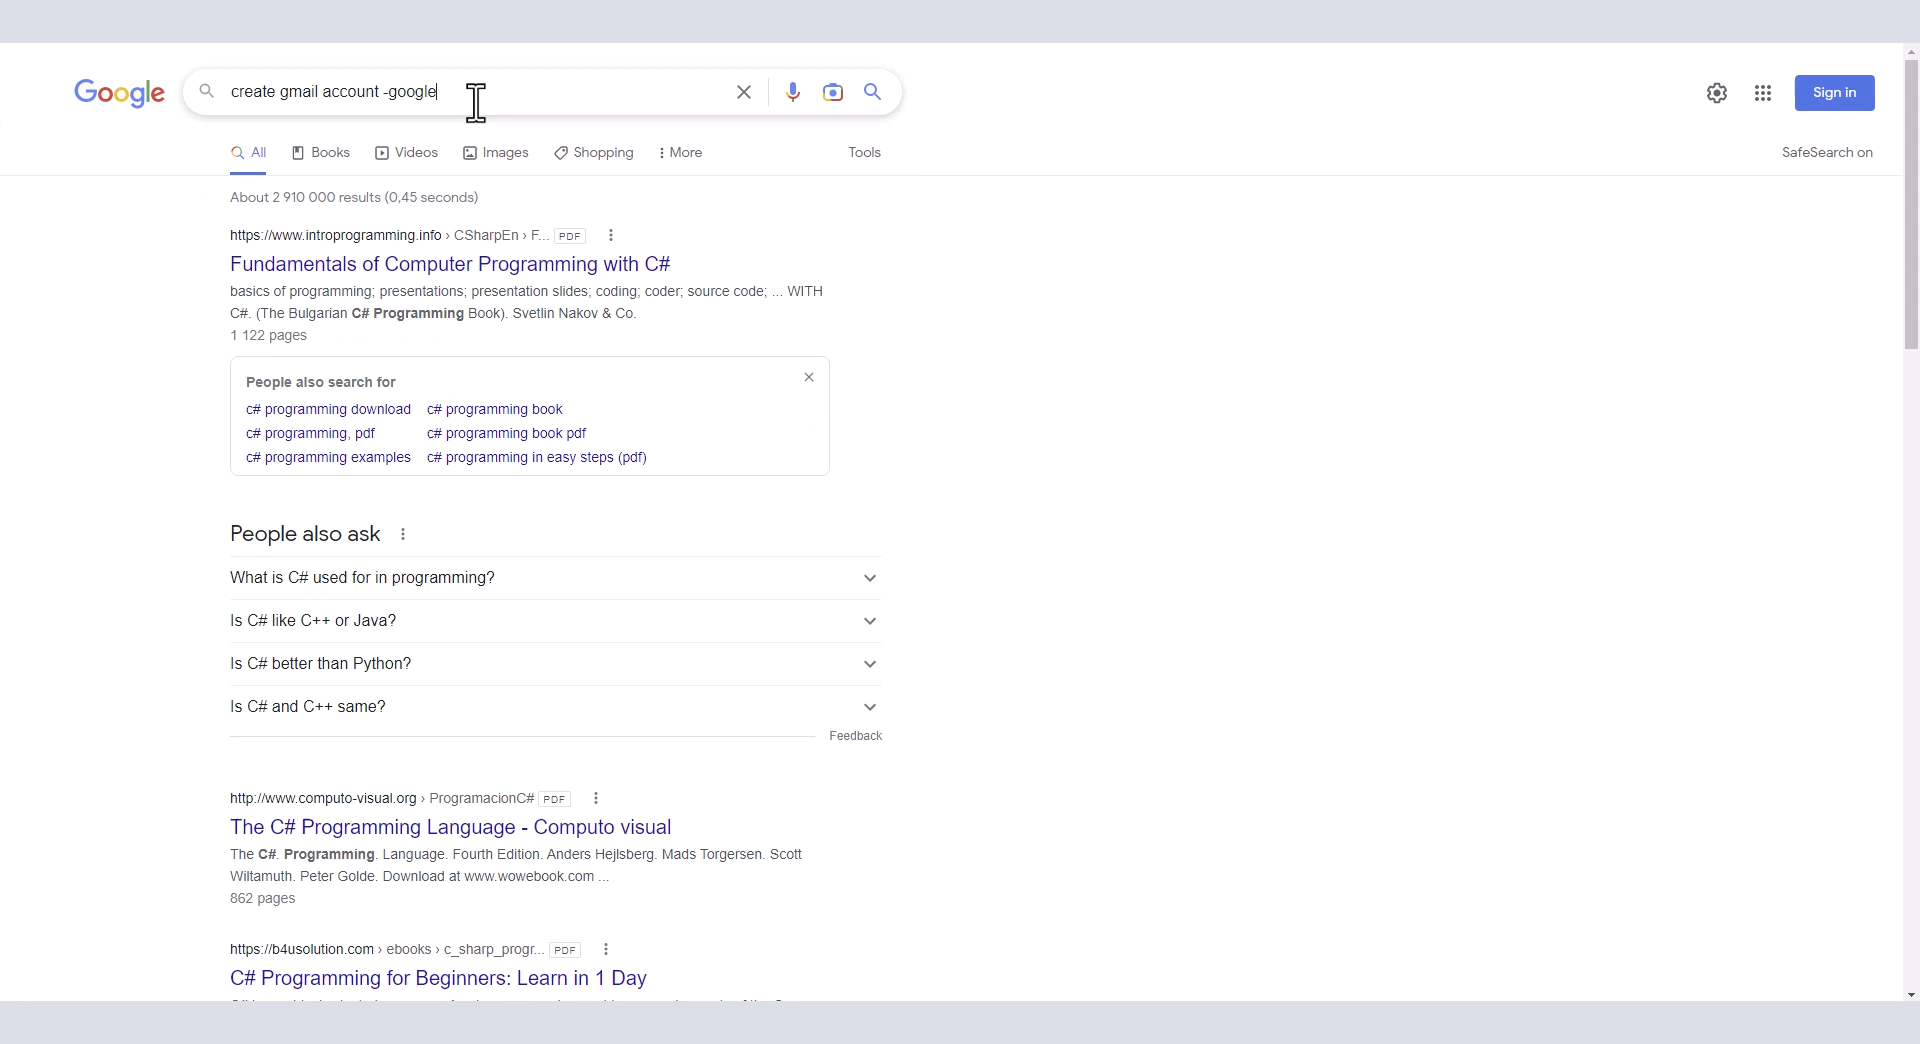 Google
create gmail account -google
Sign in
All
Books
Videos
Images
Shopping
More
Tools
SafeSearch on
About 2 910 000 results (0,45 seconds)
https://www.introprogramming.info › CSharpEn › F... PDF
Fundamentals of Computer Programming with C#
basics of programming; presentations; presentation slides; coding; coder; source code; ... WITH
C#. (The Bulgarian C# Programming Book). Svetlin Nakov & Co.
1 122 pages
People also search for
c# programming download c# programming book
c# programming, pdf c# programming book pdf
c# programming examples c# programming in easy steps (pdf)
People also ask
What is C# used for in programming?
Is C# like C++ or Java?
Is C# better than Python?
Is C# and C++ same?
Feedback
http://www.computo-visual.org › ProgramacionC# PDF
The C# Programming Language - Computo visual
The C#. Programming. Language. Fourth Edition. Anders Hejlsberg. Mads Torgersen. Scott
Wiltamuth. Peter Golde. Download at www.wowebook.com ...
862 pages
https://b4usolution.com › ebooks › c_sharp_progr... PDF
C# Programming for Beginners: Learn in 1 Day